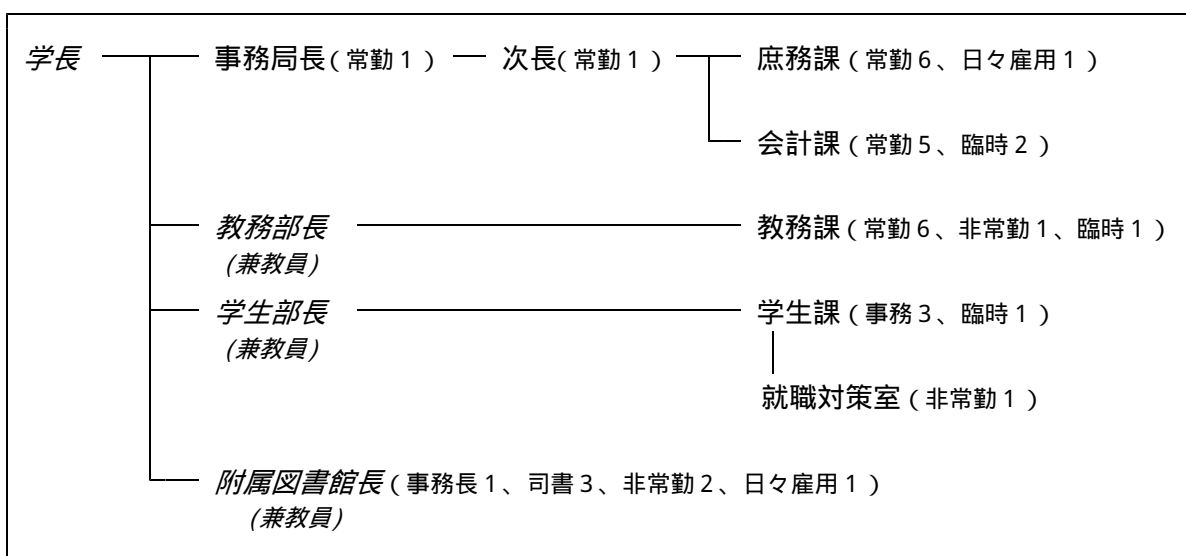 学長 事務局長(常勤1) 次長(常勤1) 庶務課(常勤6、日々雇用1)
会計課(常勤5、臨時2)
教務部長 教務課(常勤6、非常勤1、臨時1)
(兼教員)
学生部長 学生課(事務3、臨時1)
(兼教員)
就職対策室(非常勤1)
附属図書館長(事務長1、司書3、非常勤2、日々雇用1)
(兼教員)